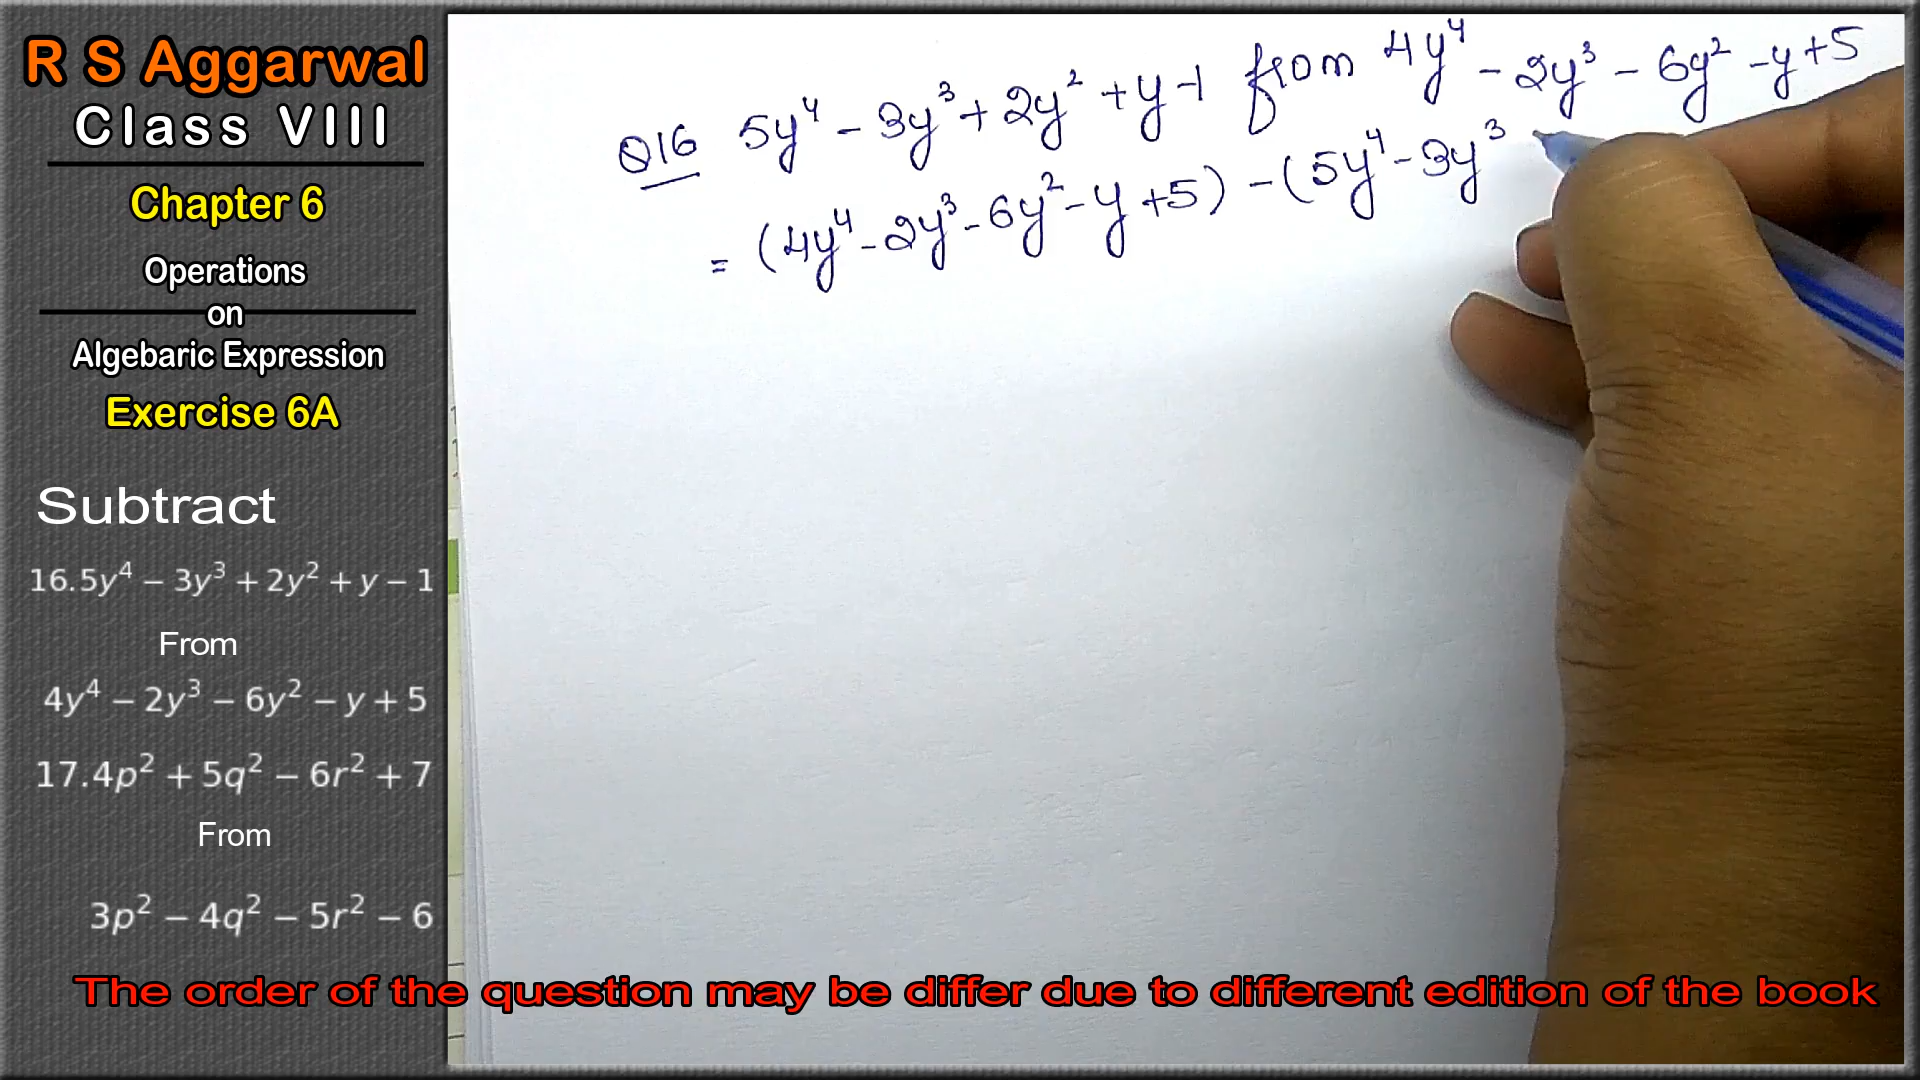 R S Aggarwal
Class VIII
Chapter 6
Operations
on
Algebaric Expression
Exercise 6A
Subtract
16.5y⁴ – 3y³ + 2y² + y – 1
From
4y⁴ – 2y³ – 6y² – y + 5
17.4p² + 5q² – 6r² + 7
From
3p² – 4q² – 5r² – 6
Q16 5y⁴ - 3y³ + 2y² + y - 1 from 4y⁴ - 2y³ - 6y² - y + 5
= (4y⁴ - 2y³ - 6y² - y + 5) - (5y⁴ - 3y³
The order of the question may be differ due to different edition of the book